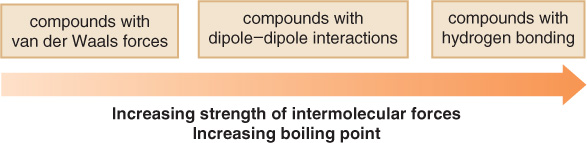 compounds with
van der Waals forces
compounds with
dipole–dipole interactions
compounds with
hydrogen bonding
Increasing strength of intermolecular forces
Increasing boiling point